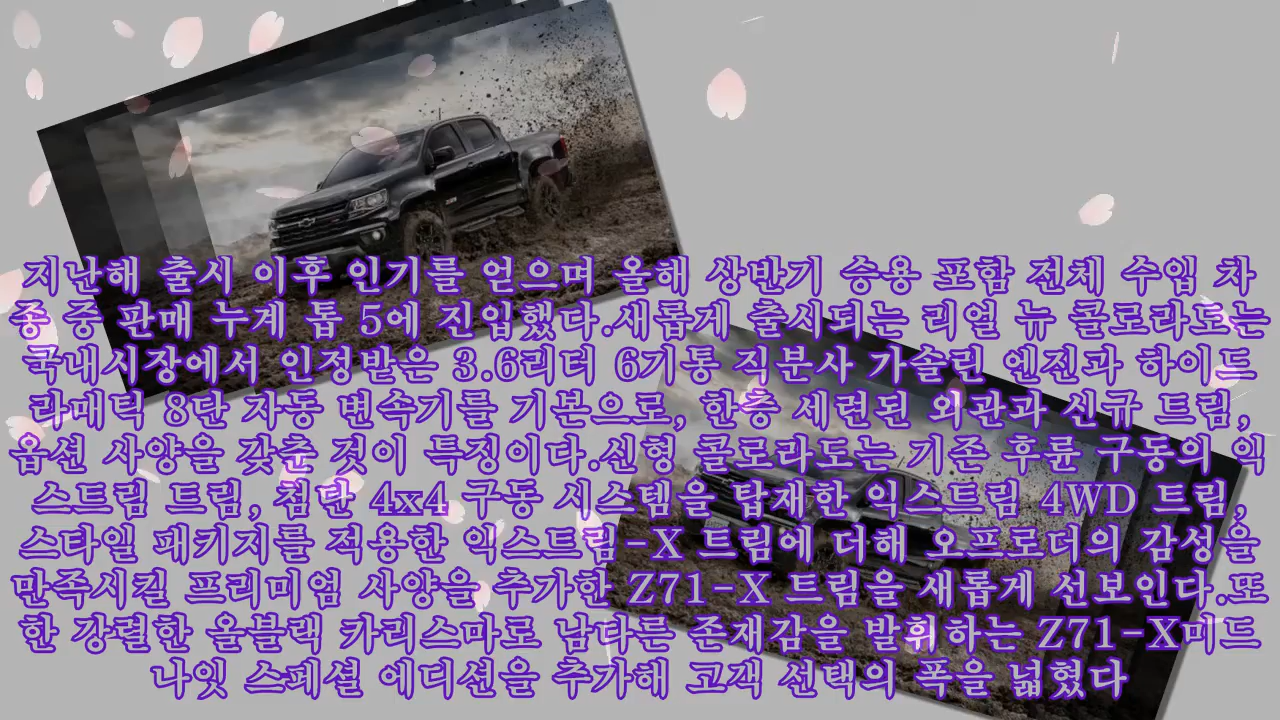 지난해 출시 이후 인기를 얻으며 올해 상반기 승용 포함 전체 수입 차
종 중 판매 누계 톱 5에 진입했다.새롭게 출시되는 리얼 뉴 콜로라도는
국내시장에서 인정받은 3.6리터 6기통 직분사 가솔린 엔진과 하이드
라매틱 8단 자동 변속기를 기본으로, 한층 세련된 외관과 신규 트림,
옵션 사양을 갖춘 것이 특징이다.신형 콜로라도는 기존 후륜 구동의 익
스트림 트림, 첨단 4x4 구동 시스템을 탑재한 익스트림 4WD 트림,
스타일 패키지를 적용한 익스트림-X 트림에 더해 오프로더의 감성을
만족시킬 프리미엄 사양을 추가한 Z71-X 트림을 새롭게 선보인다.또
한 강렬한 올블랙 카리스마로 남다른 존재감을 발휘하는 Z71-X미드
나잇 스페셜 에디션을 추가해 고객 선택의 폭을 넓혔다